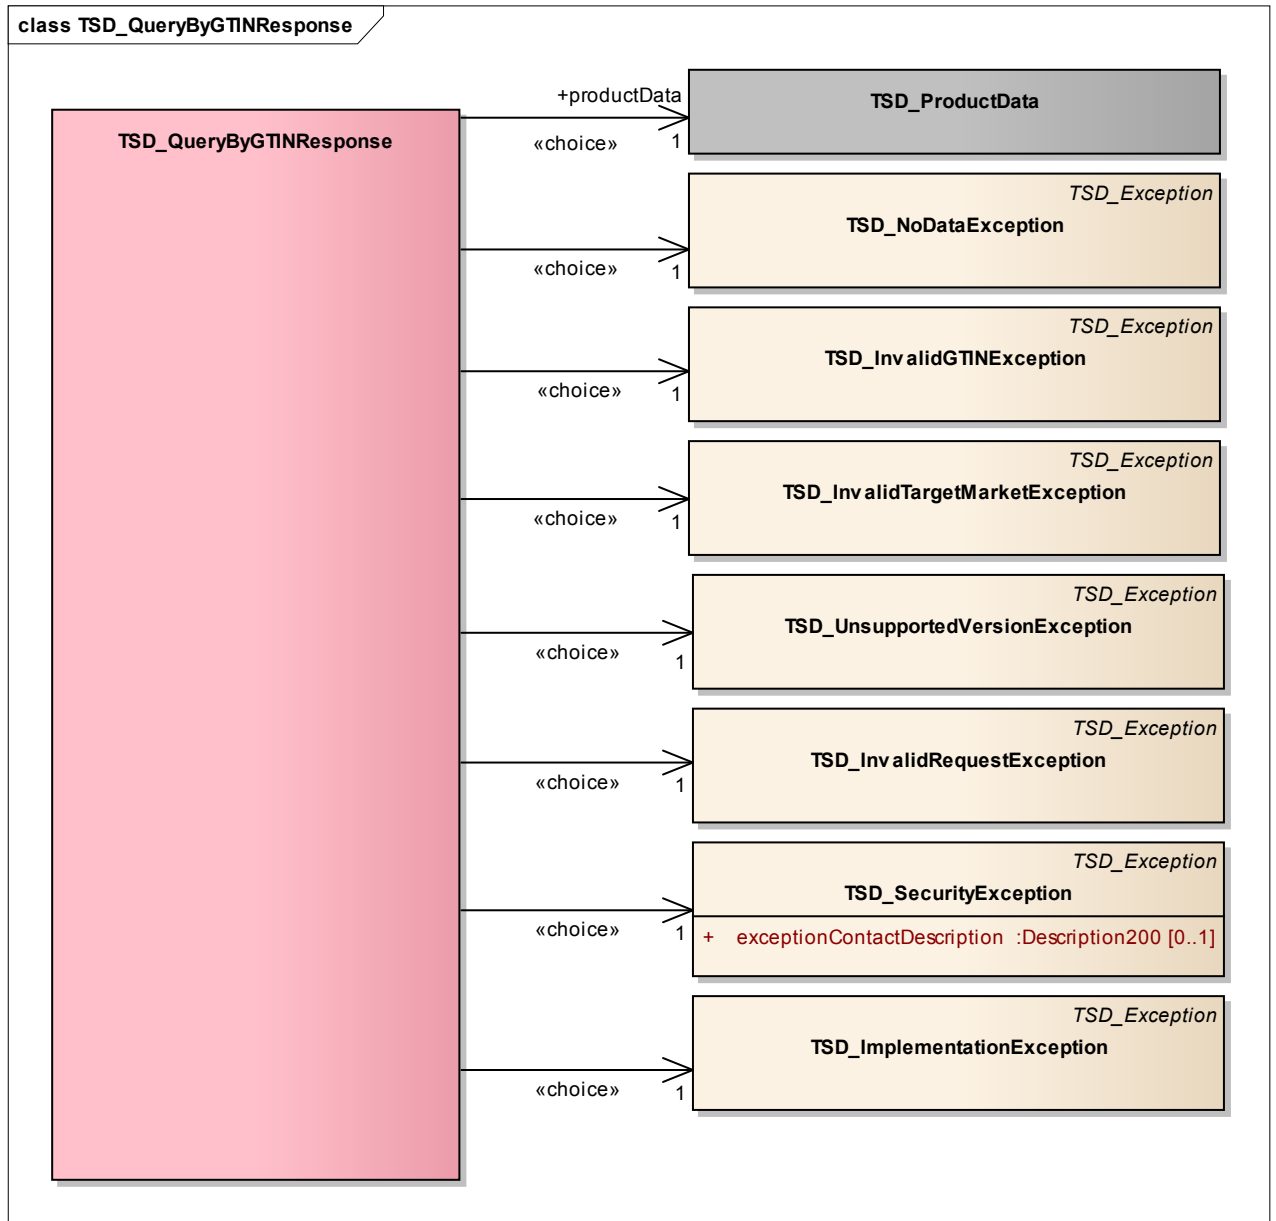 class TSD_QueryByGTINResponse
TSD_QueryByGTINResponse
+productData
«choice»
1
TSD_ProductData
«choice»
1
TSD_Exception
TSD_NoDataException
«choice»
1
TSD_Exception
TSD_InvalidGTINException
«choice»
1
TSD_Exception
TSD_InvalidTargetMarketException
«choice»
1
TSD_Exception
TSD_UnsupportedVersionException
«choice»
1
TSD_Exception
TSD_InvalidRequestException
«choice»
1
TSD_Exception
TSD_SecurityException
+ exceptionContactDescription :Description200 [0..1]
«choice»
1
TSD_Exception
TSD_ImplementationException
«choice»
1